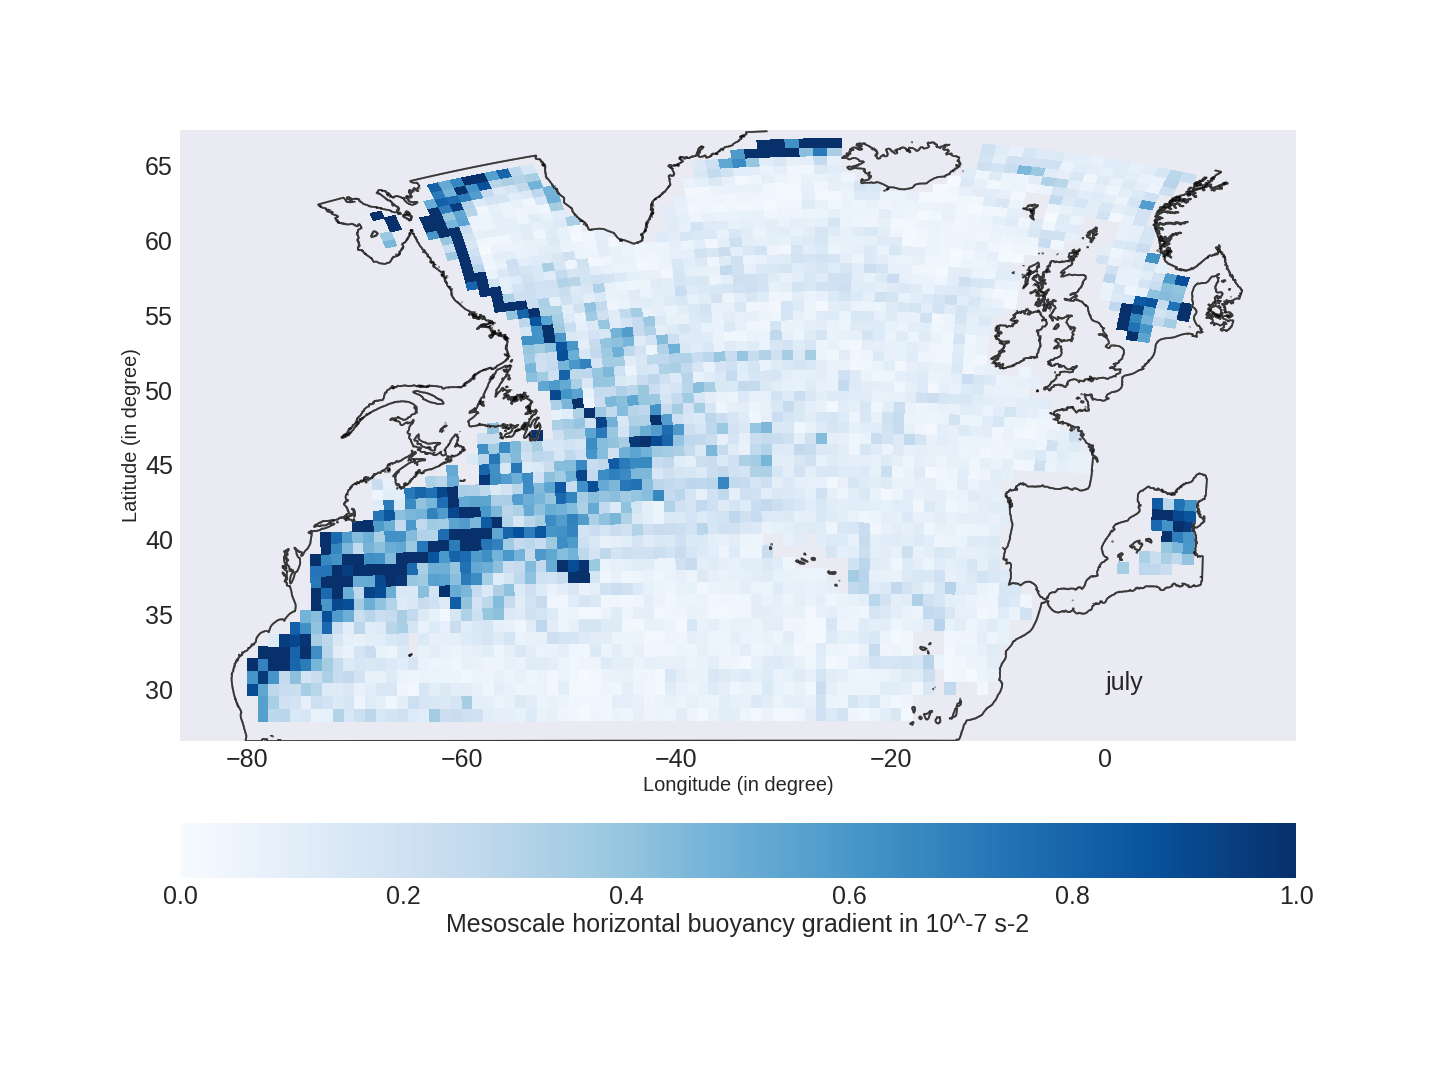 65
60
55
50
45
40
35
30
Latitude (in degree)
july
−80 −60 −40 −20 0
Longitude (in degree)
0.0 0.2 0.4 0.6 0.8 1.0
Mesoscale horizontal buoyancy gradient in 10^-7 s-2